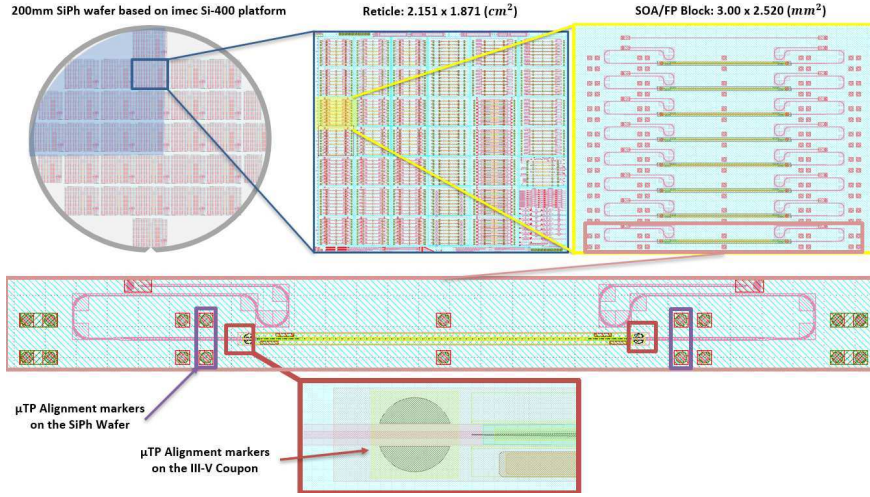 200mm SiPh wafer based on imec Si-400 platform
Reticle: 2.151 x 1.871 (cm²)
SOA/FP Block: 3.00 x 2.520 (mm²)
μTP Alignment markers
on the SiPh Wafer
μTP Alignment markers
on the III-V Coupon